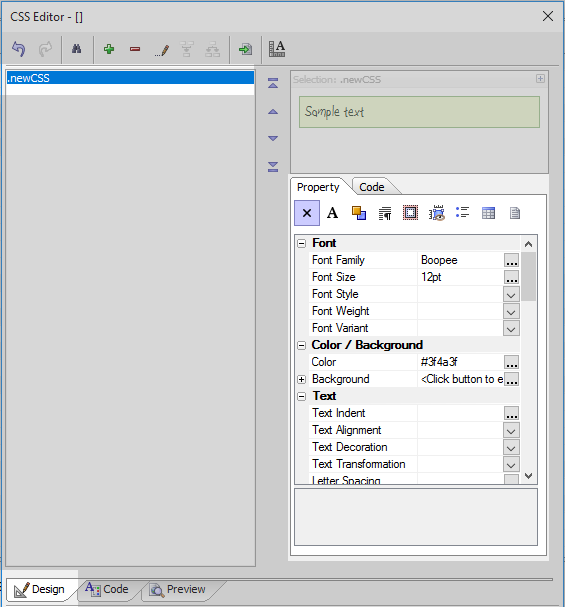 CSS Editor - []
.newCSS
Selection: .newCSS
Sample text
Property Code
Font
Font Family Boopee ...
Font Size 12pt ...
Font Style
Font Weight
Font Variant
Color / Background
Color #3f4a3f ...
Background <Click button to e ...
Text
Text Indent ...
Text Alignment
Text Decoration
Text Transformation
Letter Spacing
Design Code Preview